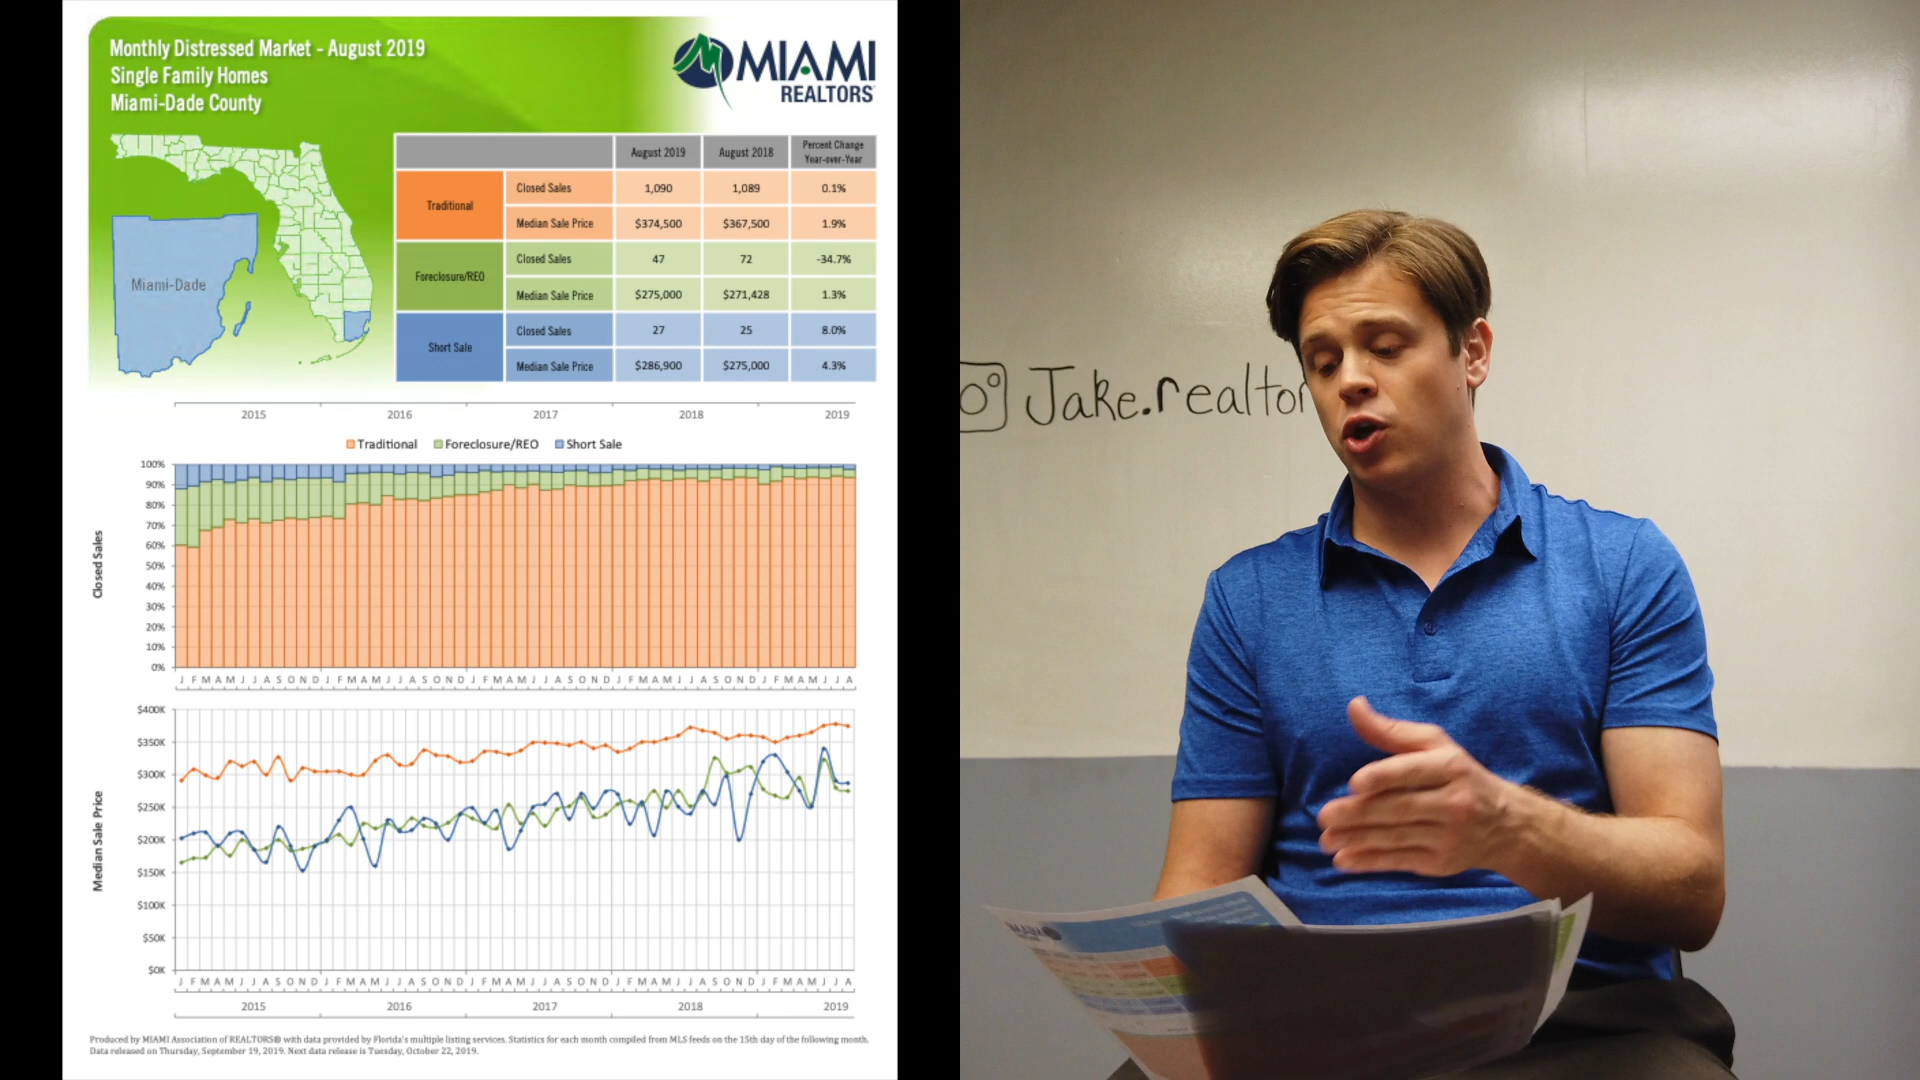 Monthly Distressed Market - August 2019
Single Family Homes
Miami-Dade County
MIAMI
REALTORS
Miami-Dade
August 2019 August 2018 Percent Change Year-over-Year
Traditional
Closed Sales 1,090 1,089 0.1%
Median Sale Price $374,500 $367,500 1.9%
Foreclosure/REO
Closed Sales 47 72 -34.7%
Median Sale Price $275,000 $271,428 1.3%
Short Sale
Closed Sales 27 25 8.0%
Median Sale Price $286,900 $275,000 4.3%
2015 2016 2017 2018 2019
Traditional Foreclosure/REO Short Sale
Closed Sales
100%
90%
80%
70%
60%
50%
40%
30%
20%
10%
0%
J F M A M J J A S O N D J F M A M J J A S O N D J F M A M J J A S O N D J F M A M J J A S O N D J F M A M J J A
Median Sale Price
$400K
$350K
$300K
$250K
$200K
$150K
$100K
$50K
$0K
J F M A M J J A S O N D J F M A M J J A S O N D J F M A M J J A S O N D J F M A M J J A S O N D J F M A M J J A
2015 2016 2017 2018 2019
Produced by MIAMI Association of REALTORS® with data provided by Florida's multiple listing services. Statistics for each month compiled from MLS feeds on the 15th day of the following month.
Data released on Thursday, September 19, 2019. Next data release is Tuesday, October 22, 2019.
Jake.realtor